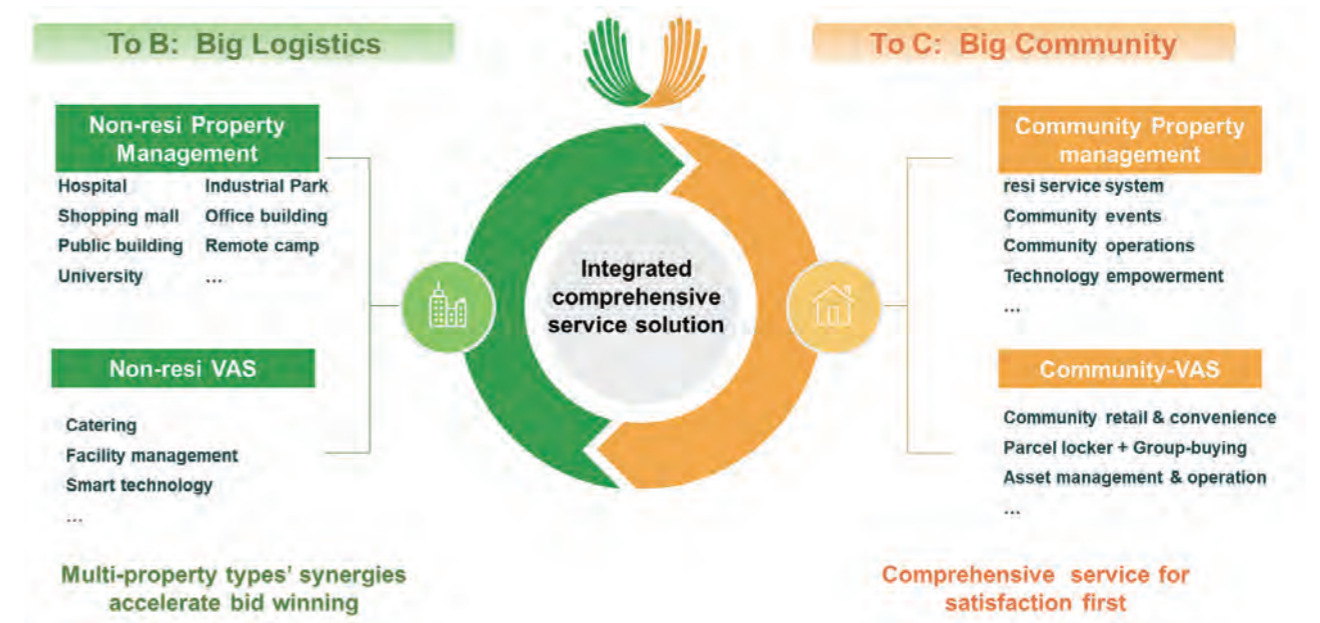 To B: Big Logistics
To C: Big Community
Non-resi Property
Management
Hospital
Industrial Park
Shopping mall
Office building
Public building
Remote camp
University
...
Non-resi VAS
Catering
Facility management
Smart technology
...
Multi-property types' synergies
accelerate bid winning
Integrated
comprehensive
service solution
Community Property
management
resi service system
Community events
Community operations
Technology empowerment
...
Community-VAS
Community retail & convenience
Parcel locker + Group-buying
Asset management & operation
...
Comprehensive service for
satisfaction first